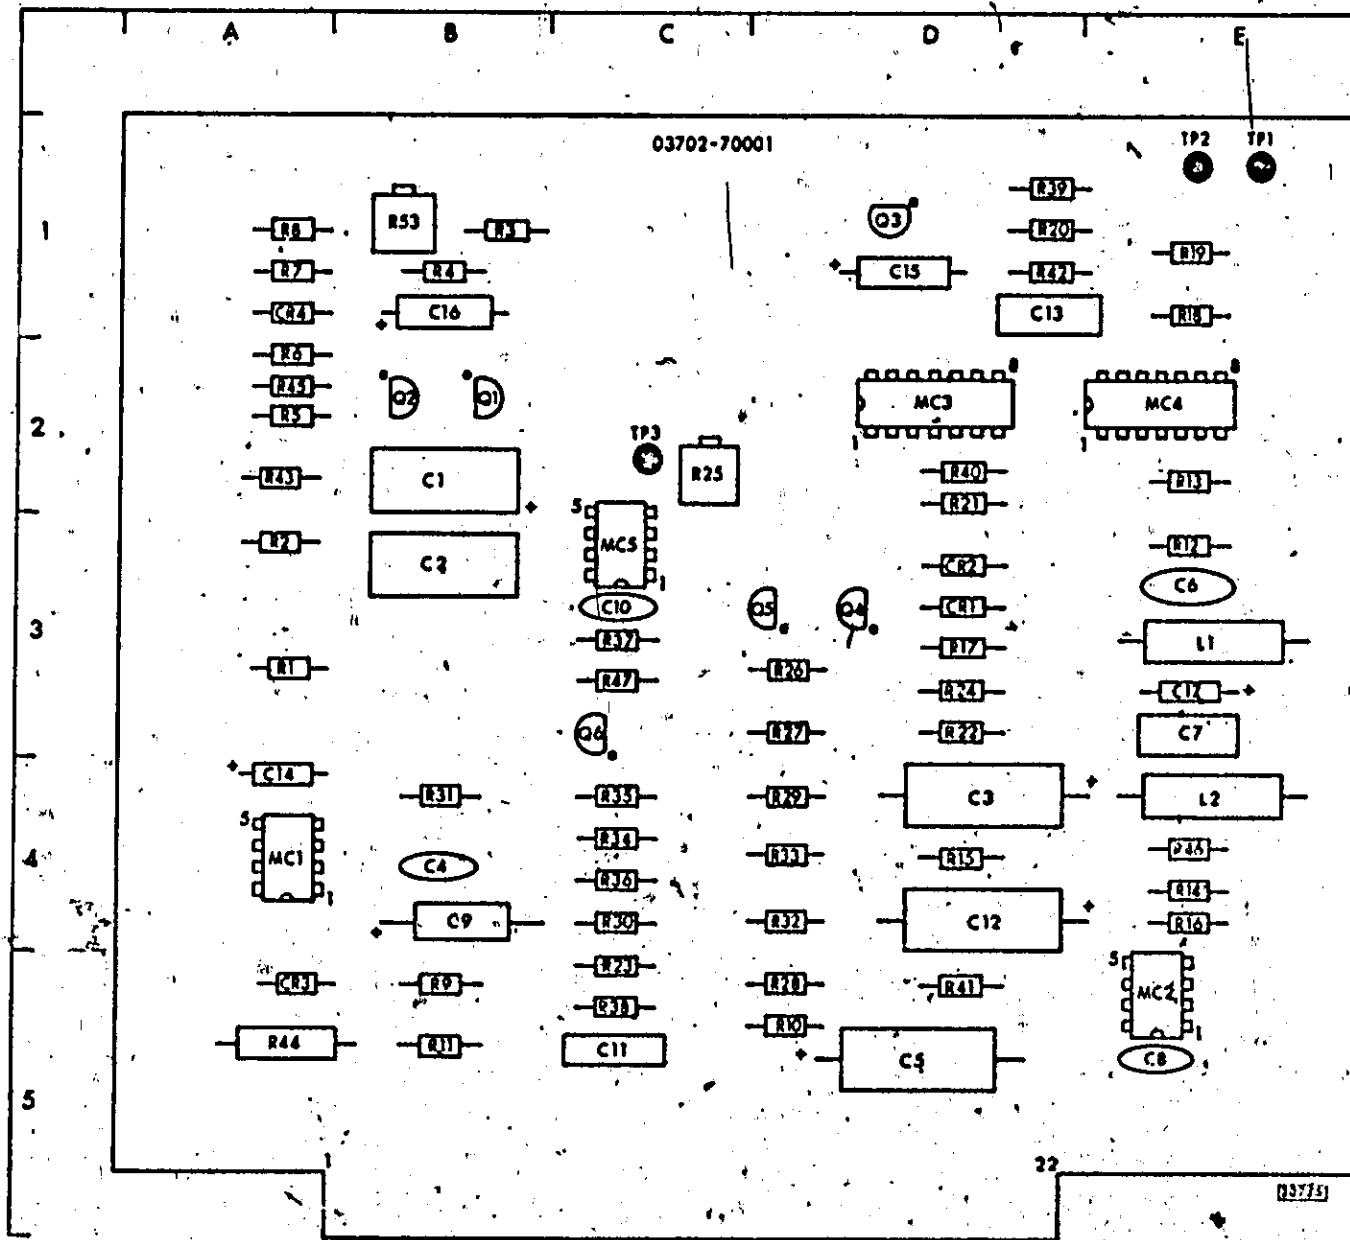 A B C D E
03702-70001
TP2 TP1
R39
1 R8 R53 R3 Q3 R20
R19
R7 R4 C15 R42
CR4 C16 C13 R18
R6
R45 8 8
2 Q2 Q1 MC3 MC4
R5
1 1
TP3
R43 C1 R25 R40 R13
R21
5
R2 C2 MC5 R12
CR2
1 C6
3 C10 Q5 Q4 CR1
R37 R17 L1
R1 R47 R26 R24
Q6 R27 R22 C7
C14
R31 R35 R29 C3 L2
5
R34 R46
4 MC1 C4 R33 R15
R36 R14
1
C9 R30 R32 C12 R16
R23 5
CR3 R9 R28 R41 MC2
R38 R10 1
R44 R11 C11 C5 C8
5
1 22